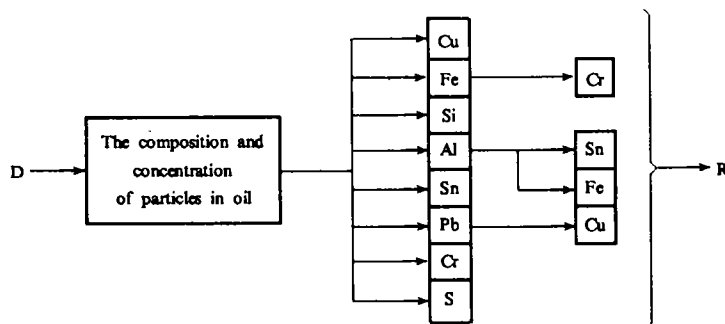 Cu
Fe
Cr
Si
The composition and
concentration
of particles in oil
Al
Sn
D
R
Sn
Fe
Pb
Cu
Cr
S